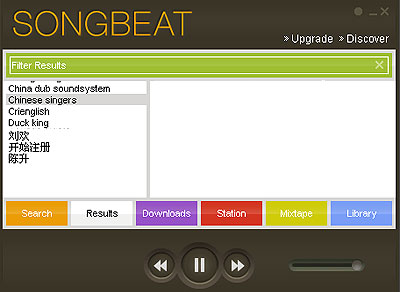 SONGBEAT
» Upgrade » Discover
Filter Results
China dub soundsystem
Chinese singers
Crienglish
Duck king
刘欢
开始注册
陈升
Search Results Downloads Station Mixtape Library